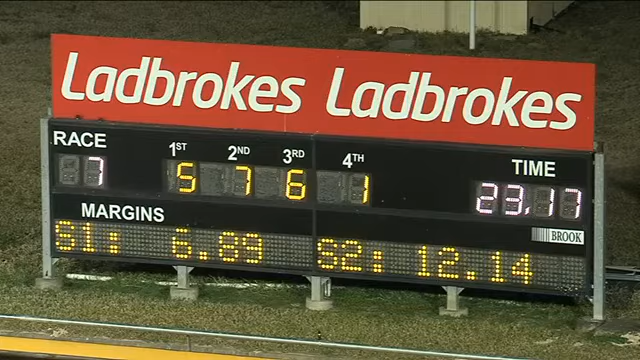 Ladbrokes Ladbrokes
RACE 1ST 2ND 3RD 4TH TIME
7 5 7 6 1 23.17
MARGINS BROOK
S1: 6.89 S2: 12.14